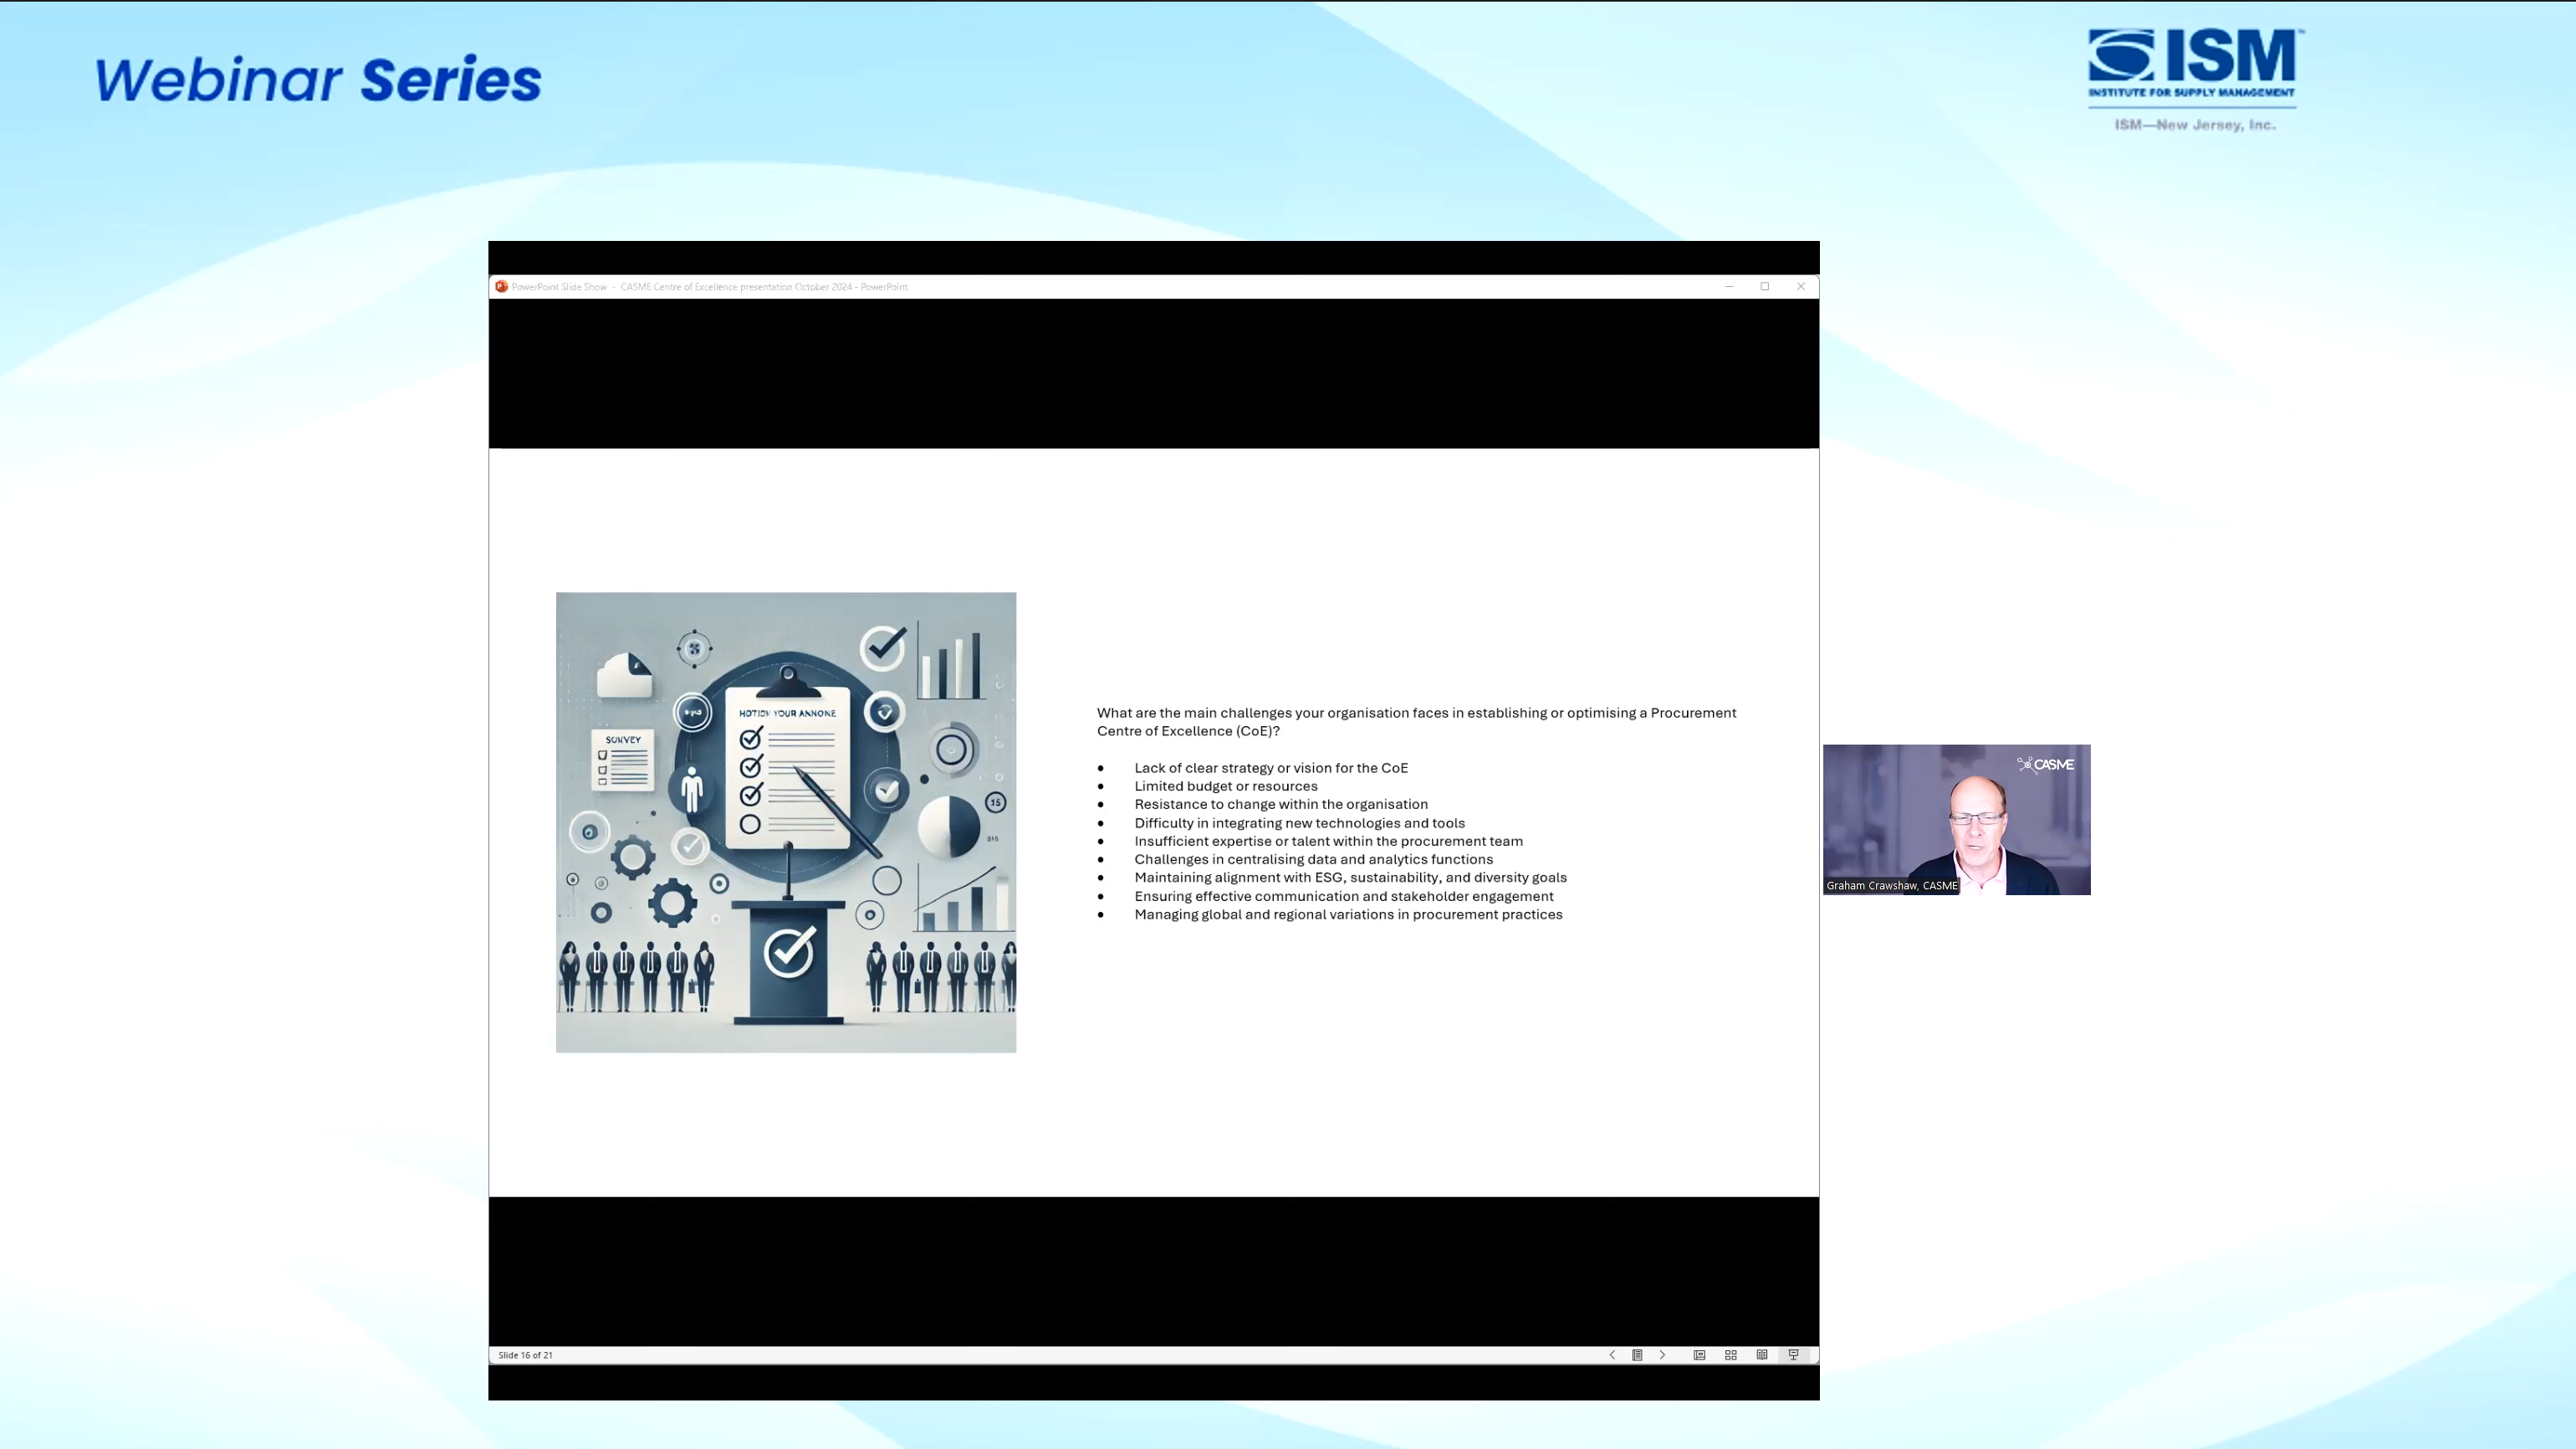 Webinar Series
ISM™
INSTITUTE FOR SUPPLY MANAGEMENT
ISM—New Jersey, Inc.
PowerPoint Slide Show - CASME Centre of Excellence presentation October 2024 - PowerPoint
HOTION YOUR ANNONE
SURVEY
15
What are the main challenges your organisation faces in establishing or optimising a Procurement
Centre of Excellence (CoE)?
• Lack of clear strategy or vision for the CoE
• Limited budget or resources
• Resistance to change within the organisation
• Difficulty in integrating new technologies and tools
• Insufficient expertise or talent within the procurement team
• Challenges in centralising data and analytics functions
• Maintaining alignment with ESG, sustainability, and diversity goals
• Ensuring effective communication and stakeholder engagement
• Managing global and regional variations in procurement practices
CASME
Graham Crawshaw, CASME
Slide 16 of 21